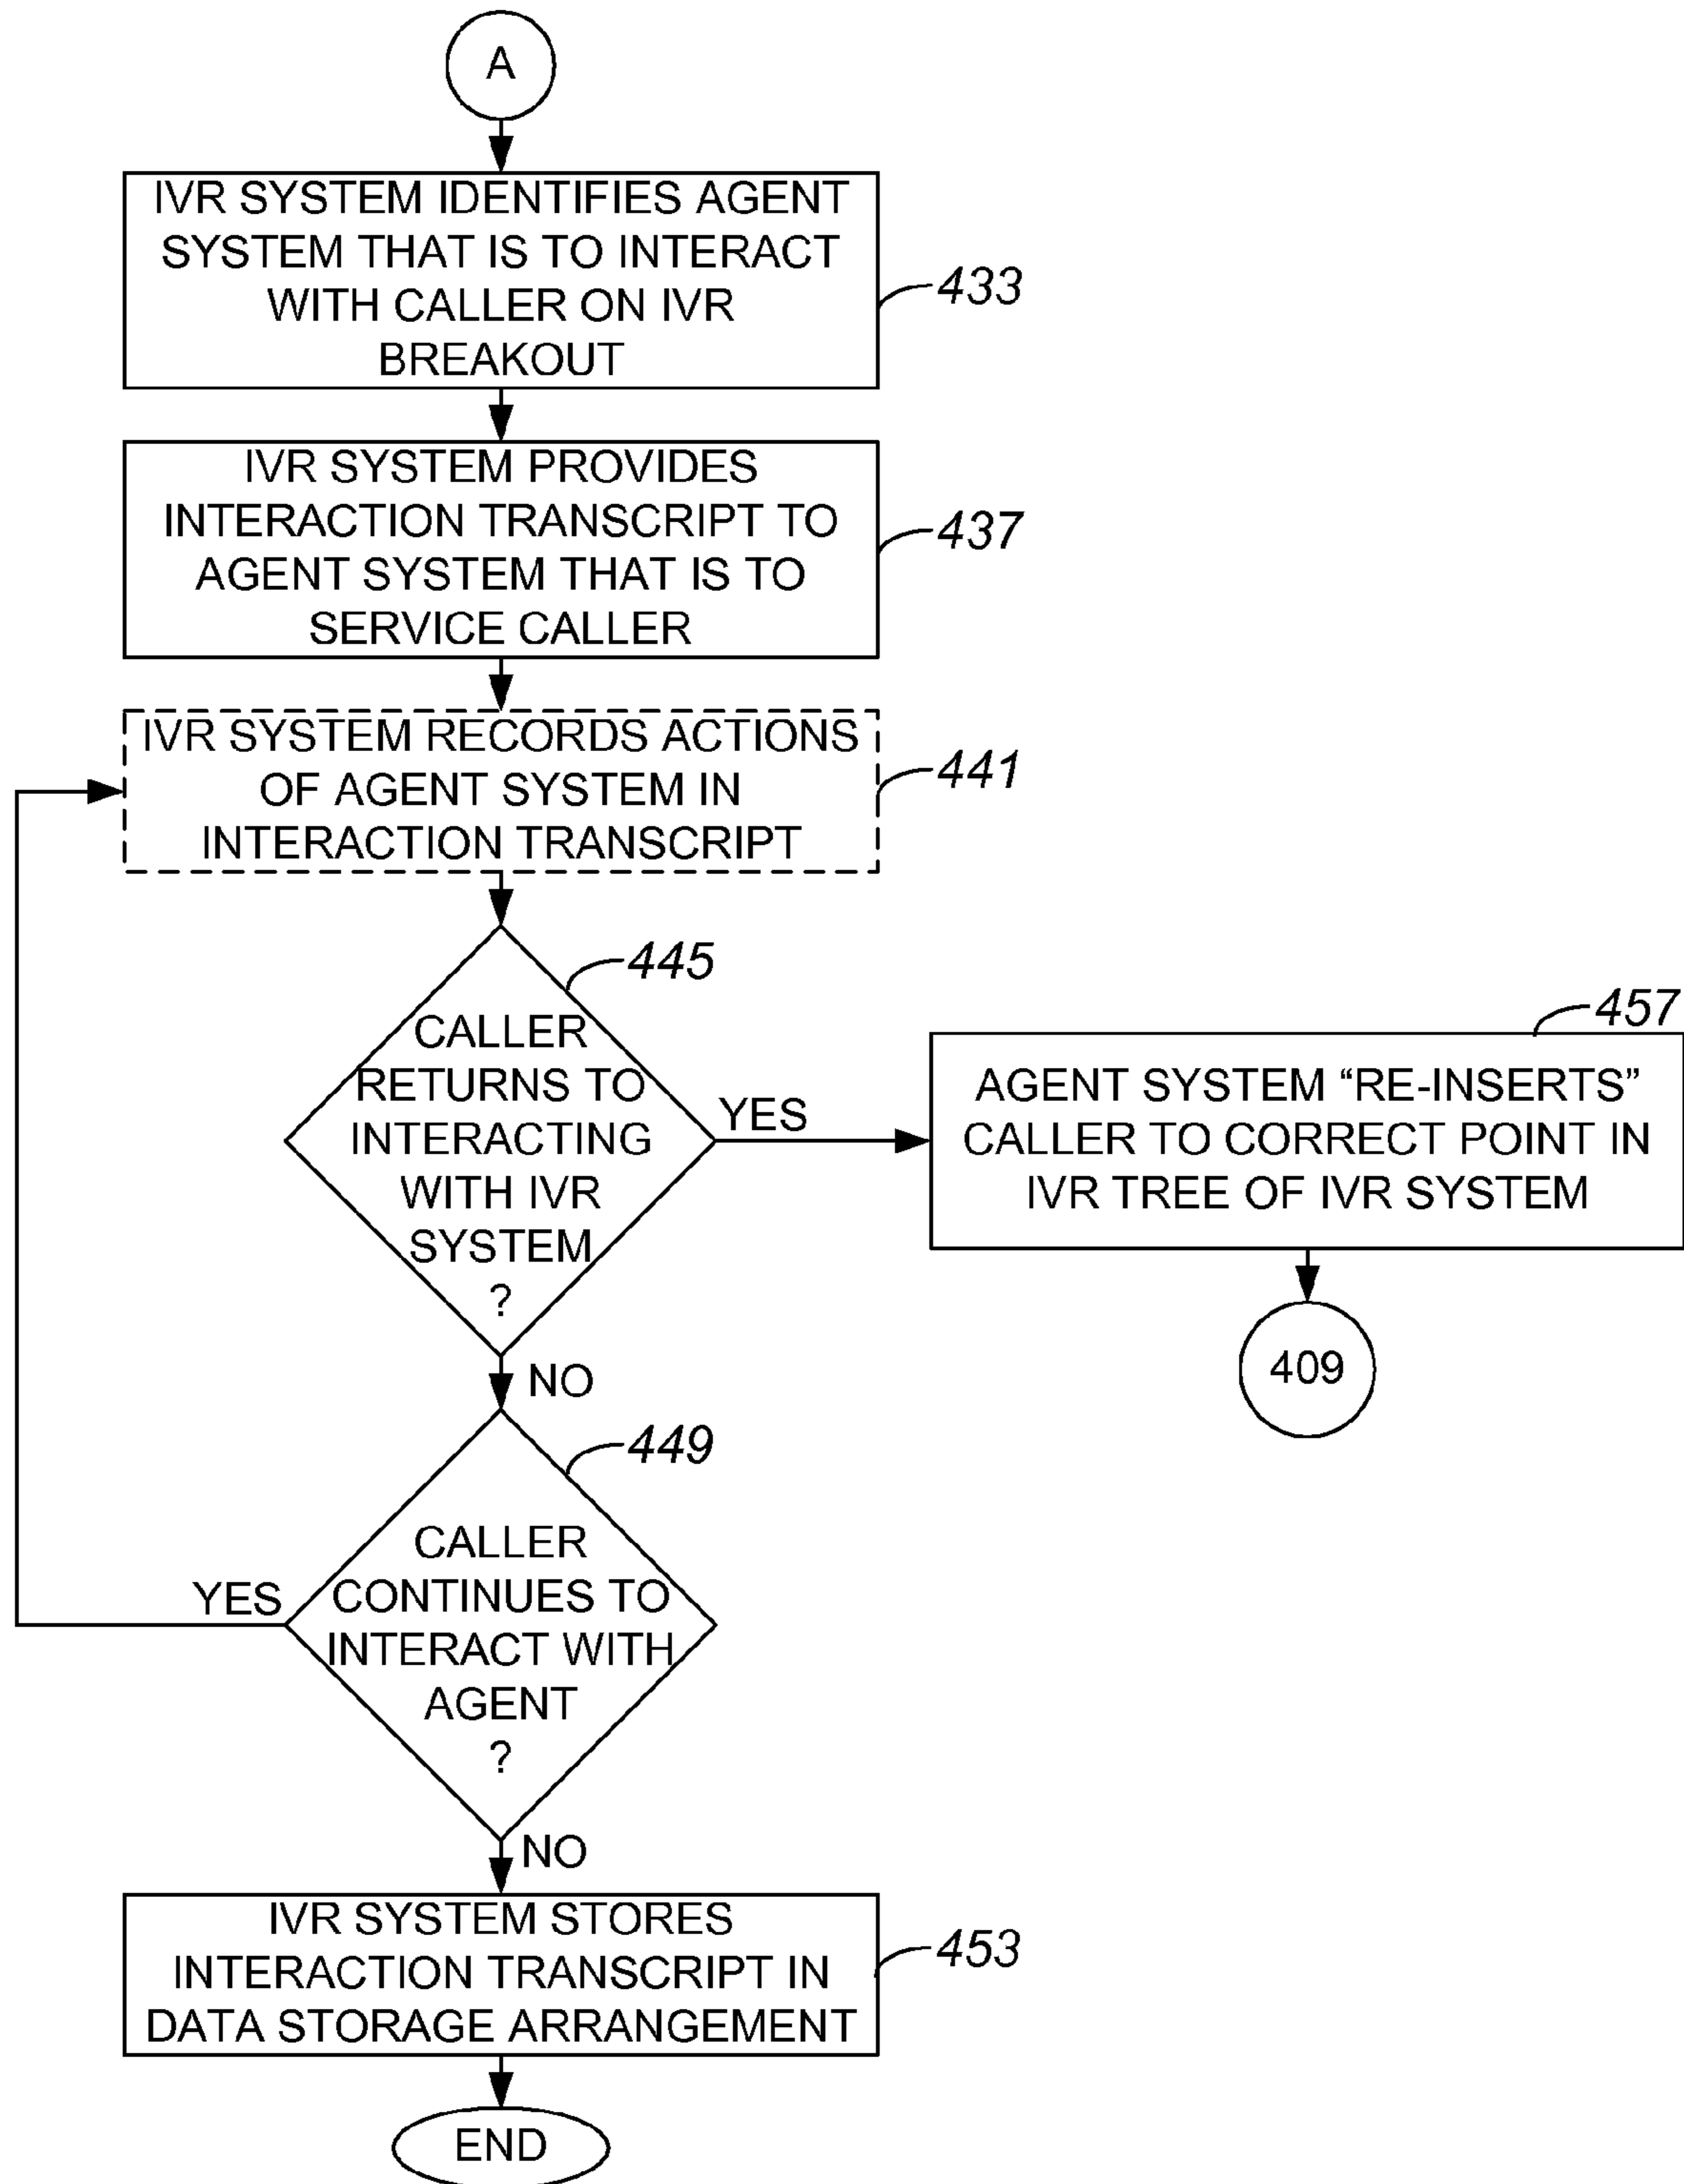 A
IVR SYSTEM IDENTIFIES AGENT
SYSTEM THAT IS TO INTERACT
WITH CALLER ON IVR
BREAKOUT
433
IVR SYSTEM PROVIDES
INTERACTION TRANSCRIPT TO
AGENT SYSTEM THAT IS TO
SERVICE CALLER
437
IVR SYSTEM RECORDS ACTIONS
OF AGENT SYSTEM IN
INTERACTION TRANSCRIPT
441
445
CALLER
RETURNS TO
INTERACTING
WITH IVR
SYSTEM
?
YES
457
AGENT SYSTEM “RE-INSERTS”
CALLER TO CORRECT POINT IN
IVR TREE OF IVR SYSTEM
409
NO
449
CALLER
CONTINUES TO
INTERACT WITH
AGENT
?
YES
NO
IVR SYSTEM STORES
INTERACTION TRANSCRIPT IN
DATA STORAGE ARRANGEMENT
453
END